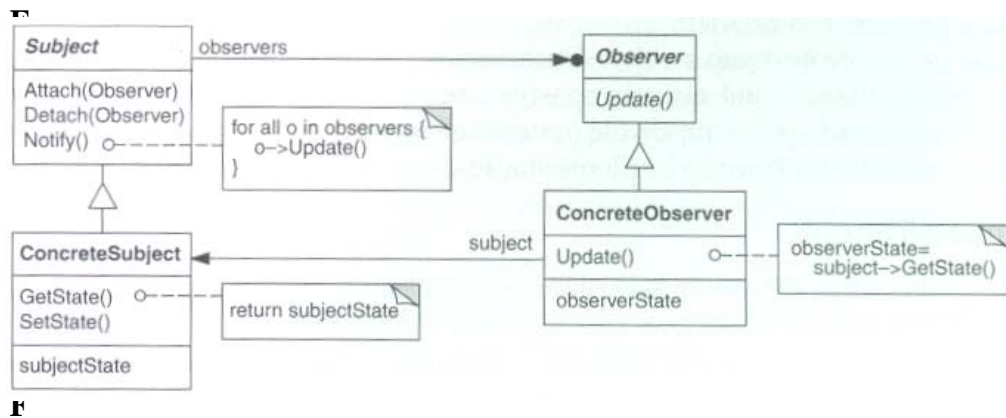 Subject
observers
Observer
Attach(Observer)
Detach(Observer)
Notify()
Update()
for all o in observers {
o–>Update()
}
ConcreteSubject
GetState()
SetState()
subjectState
return subjectState
subject
ConcreteObserver
Update()
observerState
observerState=
subject–>GetState()